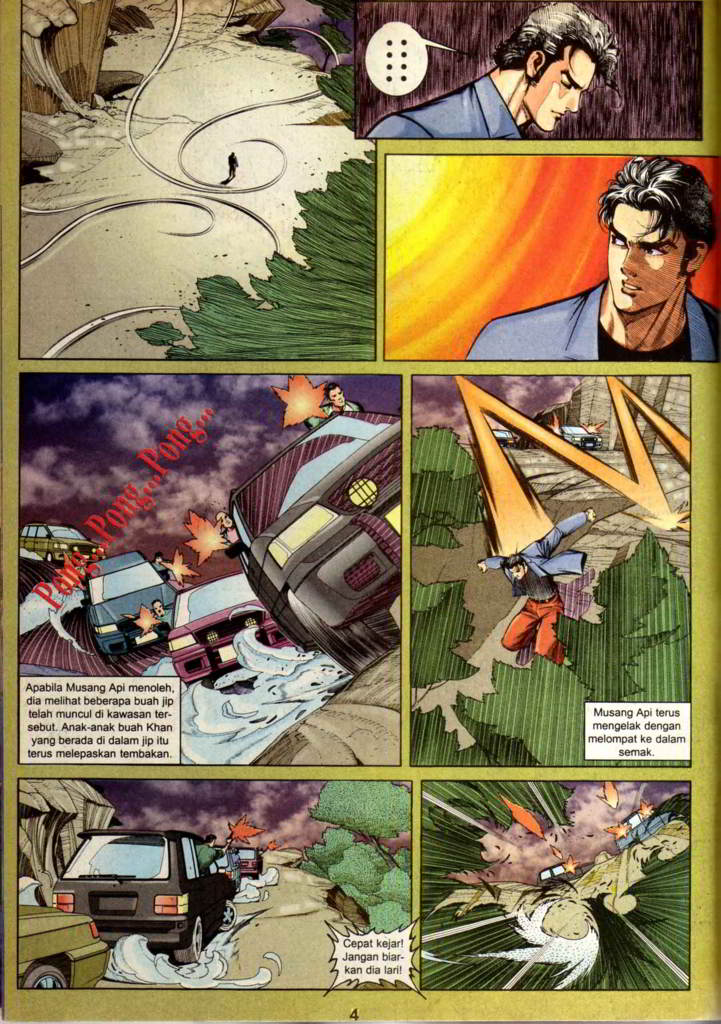 ......
Pong...Pong...Pong...Pong...
Apabila Musang Api menoleh,
dia melihat beberapa buah jip
telah muncul di kawasan ter-
sebut. Anak-anak buah Khan
yang berada di dalam jip itu
terus melepaskan tembakan.
Musang Api terus
mengelak dengan
melompat ke dalam
semak.
Cepat kejar!
Jangan biar-
kan dia lari!
4